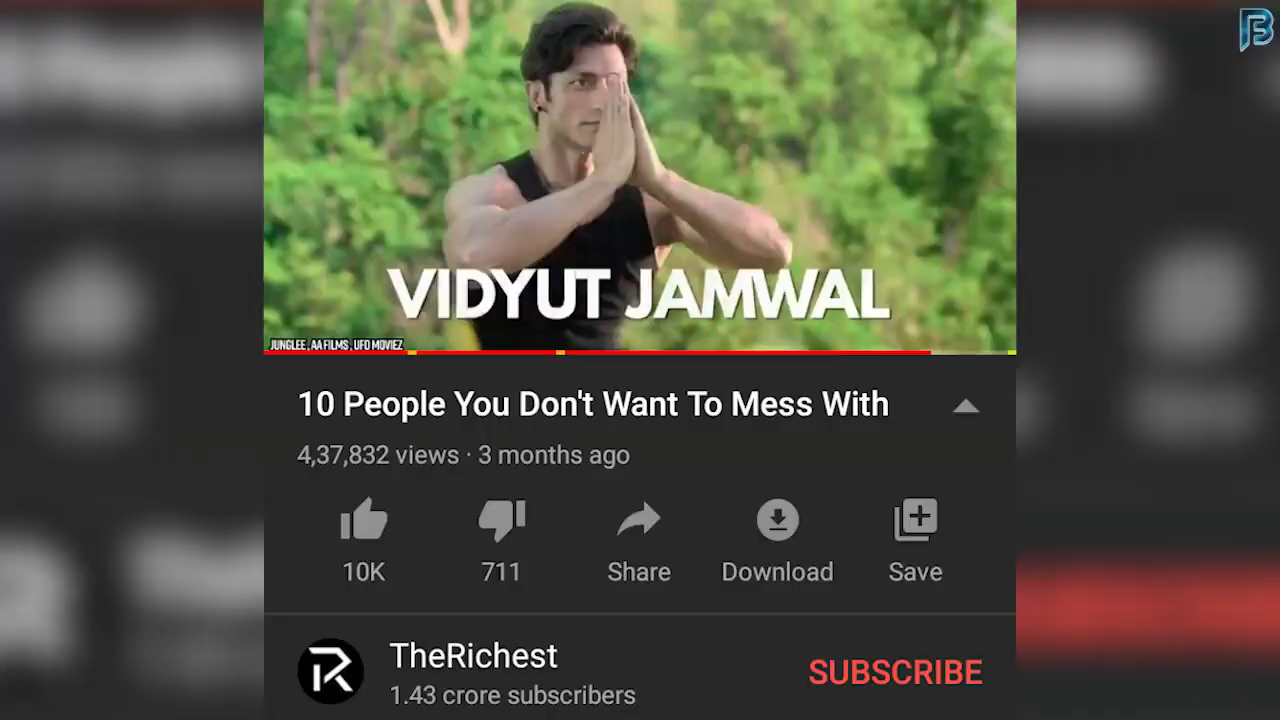 VIDYUT JAMWAL
JUNGLEE, AA FILMS, UFO MOVIEZ
10 People You Don't Want To Mess With
4,37,832 views · 3 months ago
10K
711
Share
Download
Save
TheRichest
1.43 crore subscribers
SUBSCRIBE